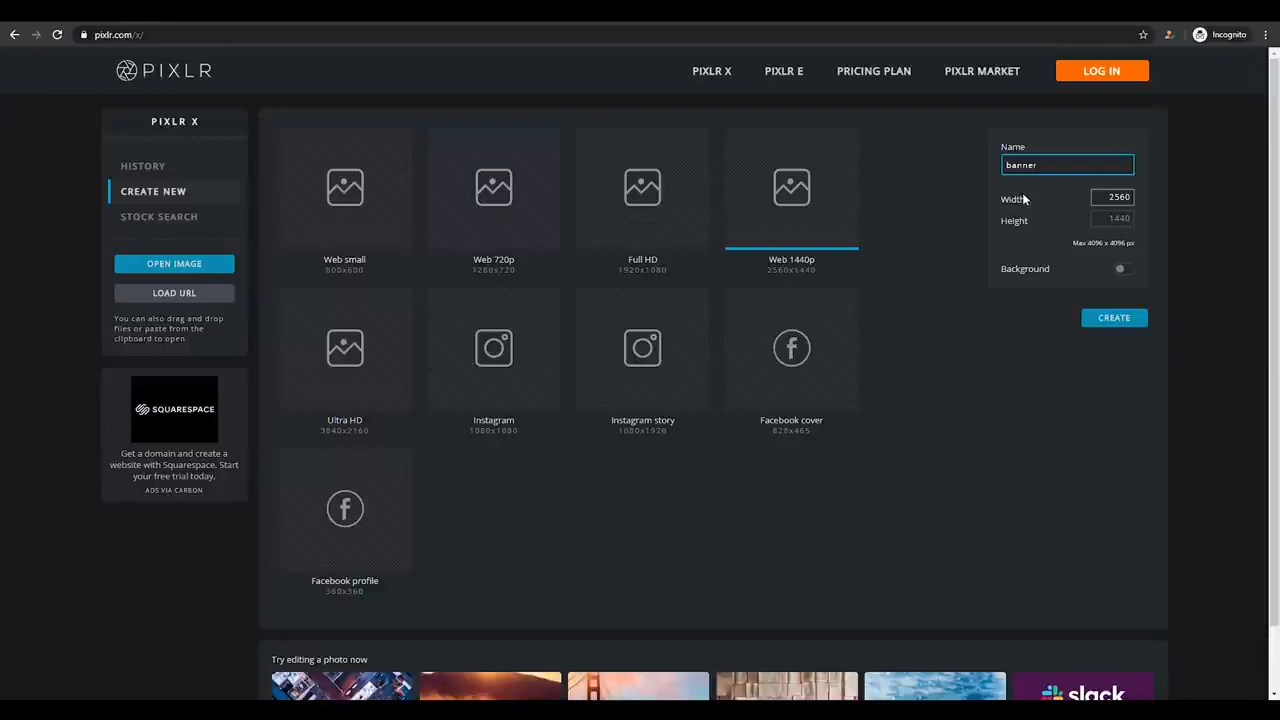 pixlr.com/x/
Incognito
PIXLR
PIXLR X
PIXLR E
PRICING PLAN
PIXLR MARKET
LOG IN
PIXLR X
HISTORY
CREATE NEW
STOCK SEARCH
OPEN IMAGE
LOAD URL
You can also drag and drop
files or paste from the
clipboard to open.
SQUARESPACE
Get a domain and create a
website with Squarespace. Start
your free trial today.
ADS VIA CARBON
Web small
800x600
Web 720p
1280x720
Full HD
1920x1080
Web 1440p
2560x1440
Ultra HD
3840x2160
Instagram
1080x1080
Instagram story
1080x1920
Facebook cover
828x465
Facebook profile
360x360
Name
banner
Width
2560
Height
1440
Max 4096 x 4096 px
Background
CREATE
Try editing a photo now
slack